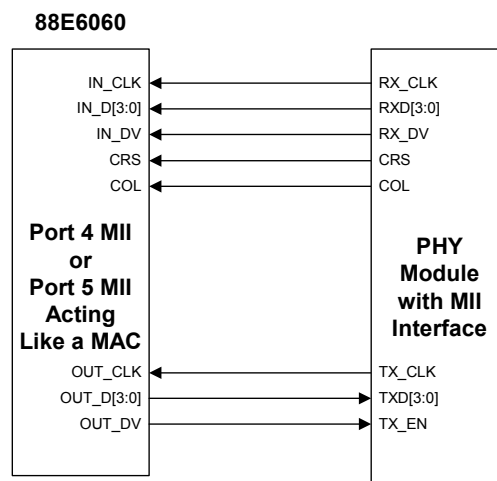 88E6060
IN_CLK
RX_CLK
IN_D[3:0]
RXD[3:0]
IN_DV
RX_DV
CRS
CRS
COL
COL
Port 4 MII
or
Port 5 MII
Acting
Like a MAC
PHY
Module
with MII
Interface
OUT_CLK
TX_CLK
OUT_D[3:0]
TXD[3:0]
OUT_DV
TX_EN